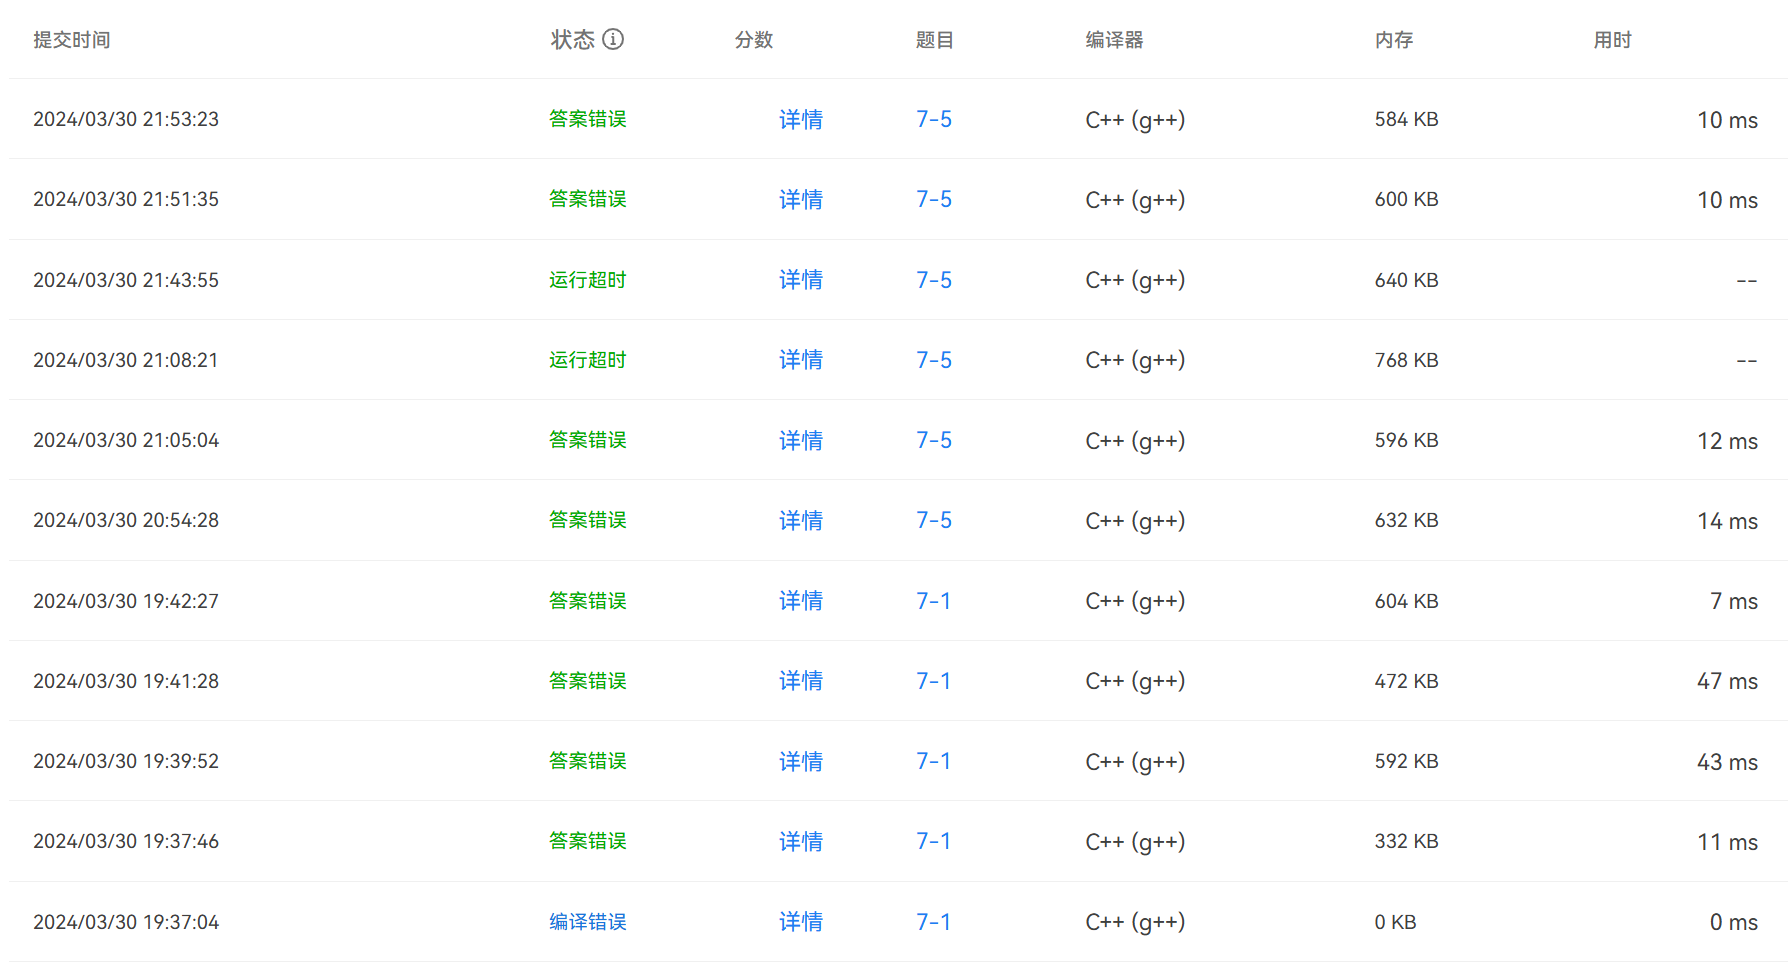 提交时间 状态 分数 题目 编译器 内存 用时
2024/03/30 21:53:23 答案错误 详情 7-5 C++ (g++) 584 KB 10 ms
2024/03/30 21:51:35 答案错误 详情 7-5 C++ (g++) 600 KB 10 ms
2024/03/30 21:43:55 运行超时 详情 7-5 C++ (g++) 640 KB --
2024/03/30 21:08:21 运行超时 详情 7-5 C++ (g++) 768 KB --
2024/03/30 21:05:04 答案错误 详情 7-5 C++ (g++) 596 KB 12 ms
2024/03/30 20:54:28 答案错误 详情 7-5 C++ (g++) 632 KB 14 ms
2024/03/30 19:42:27 答案错误 详情 7-1 C++ (g++) 604 KB 7 ms
2024/03/30 19:41:28 答案错误 详情 7-1 C++ (g++) 472 KB 47 ms
2024/03/30 19:39:52 答案错误 详情 7-1 C++ (g++) 592 KB 43 ms
2024/03/30 19:37:46 答案错误 详情 7-1 C++ (g++) 332 KB 11 ms
2024/03/30 19:37:04 编译错误 详情 7-1 C++ (g++) 0 KB 0 ms